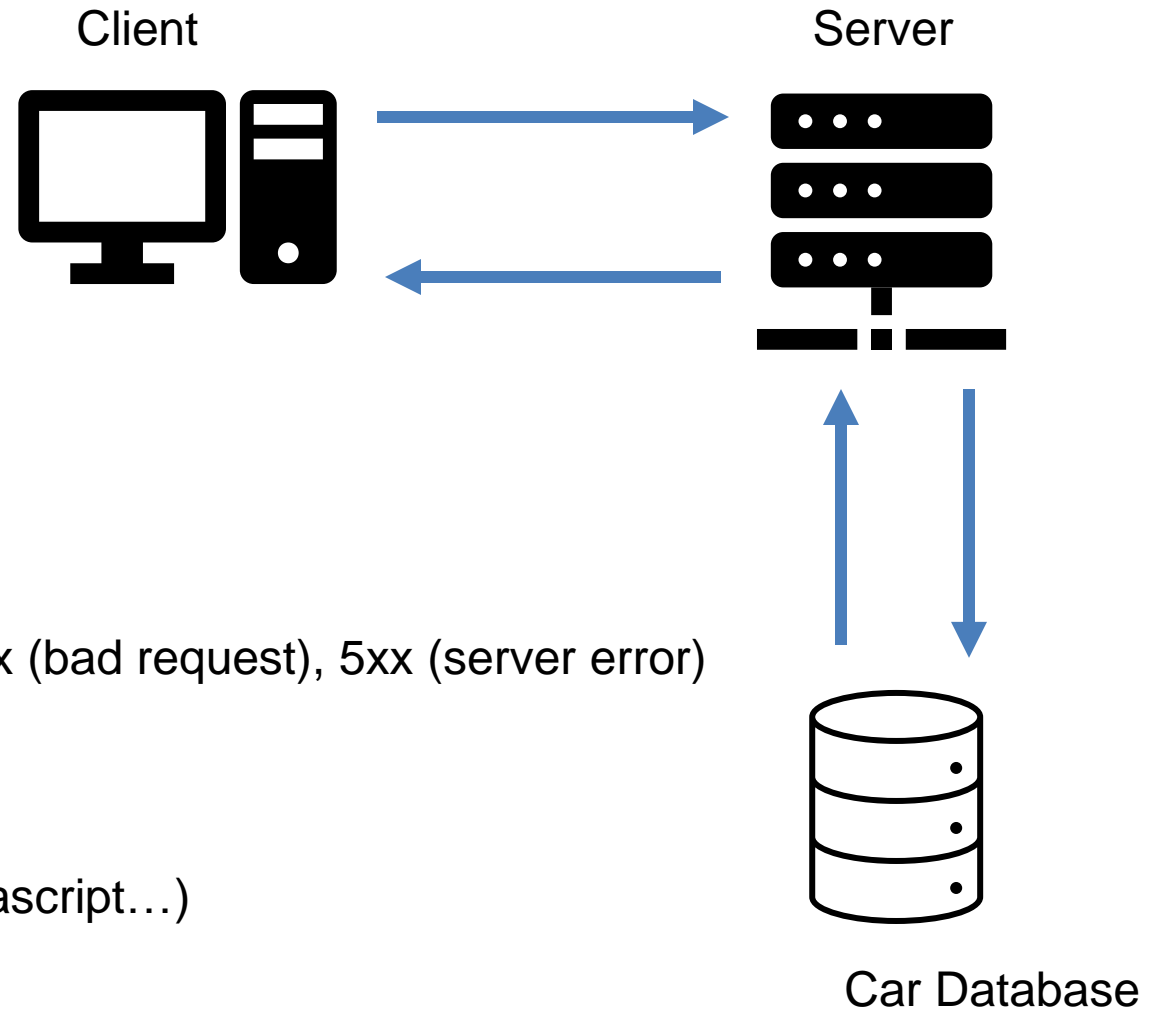 Client
Server
x (bad request), 5xx (server error)
ascript…)
Car Database